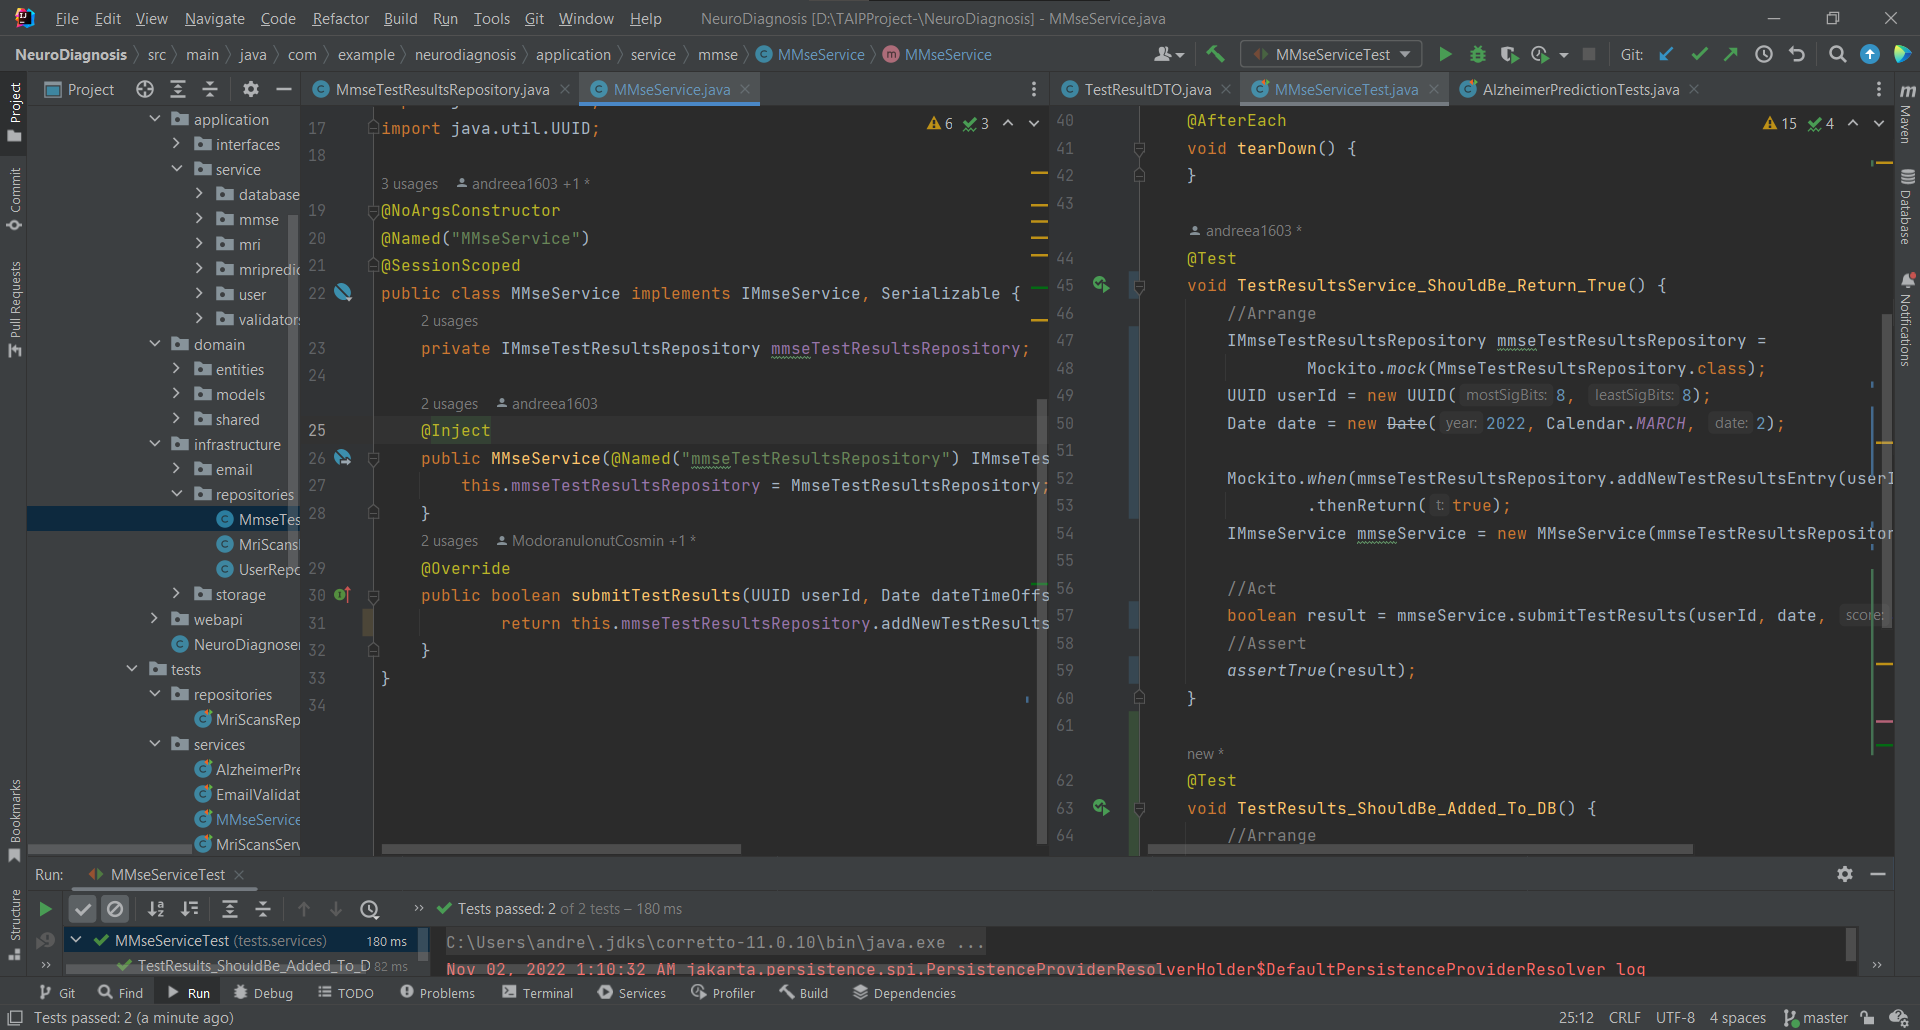 File Edit View Navigate Code Refactor Build Run Tools Git Window Help NeuroDiagnosis [D:\TAIPProject-\NeuroDiagnosis] - MMseService.java
NeuroDiagnosis src main java com example neurodiagnosis application service mmse MMseService MMseService MMseServiceTest Git:
Project
MmseTestResultsRepository.java
MMseService.java
TestResultDTO.java
MMseServiceTest.java
AlzheimerPredictionTests.java
Project
Commit
Pull Requests
Bookmarks
Structure
application
interfaces
service
database
mmse
mri
mripredic
user
validator
domain
entities
models
shared
infrastructure
email
repositories
MmseTes
MriScans
UserRepo
storage
webapi
NeuroDiagnoser
tests
repositories
MriScansRep
services
AlzheimerPre
EmailValidat
MMseService
MriScansServ
6 3
17 import java.util.UUID;
18
3 usages andreea1603 +1 *
19 @NoArgsConstructor
20 @Named("MMseService")
21 @SessionScoped
22 public class MMseService implements IMmseService, Serializable {
2 usages
23 private IMmseTestResultsRepository mmseTestResultsRepository;
24
2 usages andreea1603
25 @Inject
26 public MMseService(@Named("mmseTestResultsRepository") IMmseTes
27 this.mmseTestResultsRepository = MmseTestResultsRepository;
28 }
2 usages ModoranuIonutCosmin +1 *
29 @Override
30 public boolean submitTestResults(UUID userId, Date dateTimeOffs
31 return this.mmseTestResultsRepository.addNewTestResults
32 }
33 }
34
15 4
40 @AfterEach
41 void tearDown() {
42 }
43
andreea1603 *
44 @Test
45 void TestResultsService_ShouldBe_Return_True() {
46 //Arrange
47 IMmseTestResultsRepository mmseTestResultsRepository =
48 Mockito.mock(MmseTestResultsRepository.class);
49 UUID userId = new UUID( mostSigBits: 8, leastSigBits: 8);
50 Date date = new Date( year: 2022, Calendar.MARCH, date: 2);
51
52 Mockito.when(mmseTestResultsRepository.addNewTestResultsEntry(userI
53 .thenReturn( t: true);
54 IMmseService mmseService = new MMseService(mmseTestResultsRepositor
55
56 //Act
57 boolean result = mmseService.submitTestResults(userId, date, score:
58 //Assert
59 assertTrue(result);
60 }
61
new *
62 @Test
63 void TestResults_ShouldBe_Added_To_DB() {
64 //Arrange
Maven
Database
Notifications
Run: MMseServiceTest
Tests passed: 2 of 2 tests – 180 ms
MMseServiceTest (tests.services) 180 ms
TestResults_ShouldBe_Added_To_D 82 ms
C:\Users\andre\.jdks\corretto-11.0.10\bin\java.exe ...
Nov 02, 2022 1:10:32 AM jakarta.persistence.spi.PersistenceProviderResolverHolder$DefaultPersistenceProviderResolver log
Git Find Run Debug TODO Problems Terminal Services Profiler Build Dependencies
Tests passed: 2 (a minute ago) 25:12 CRLF UTF-8 4 spaces master